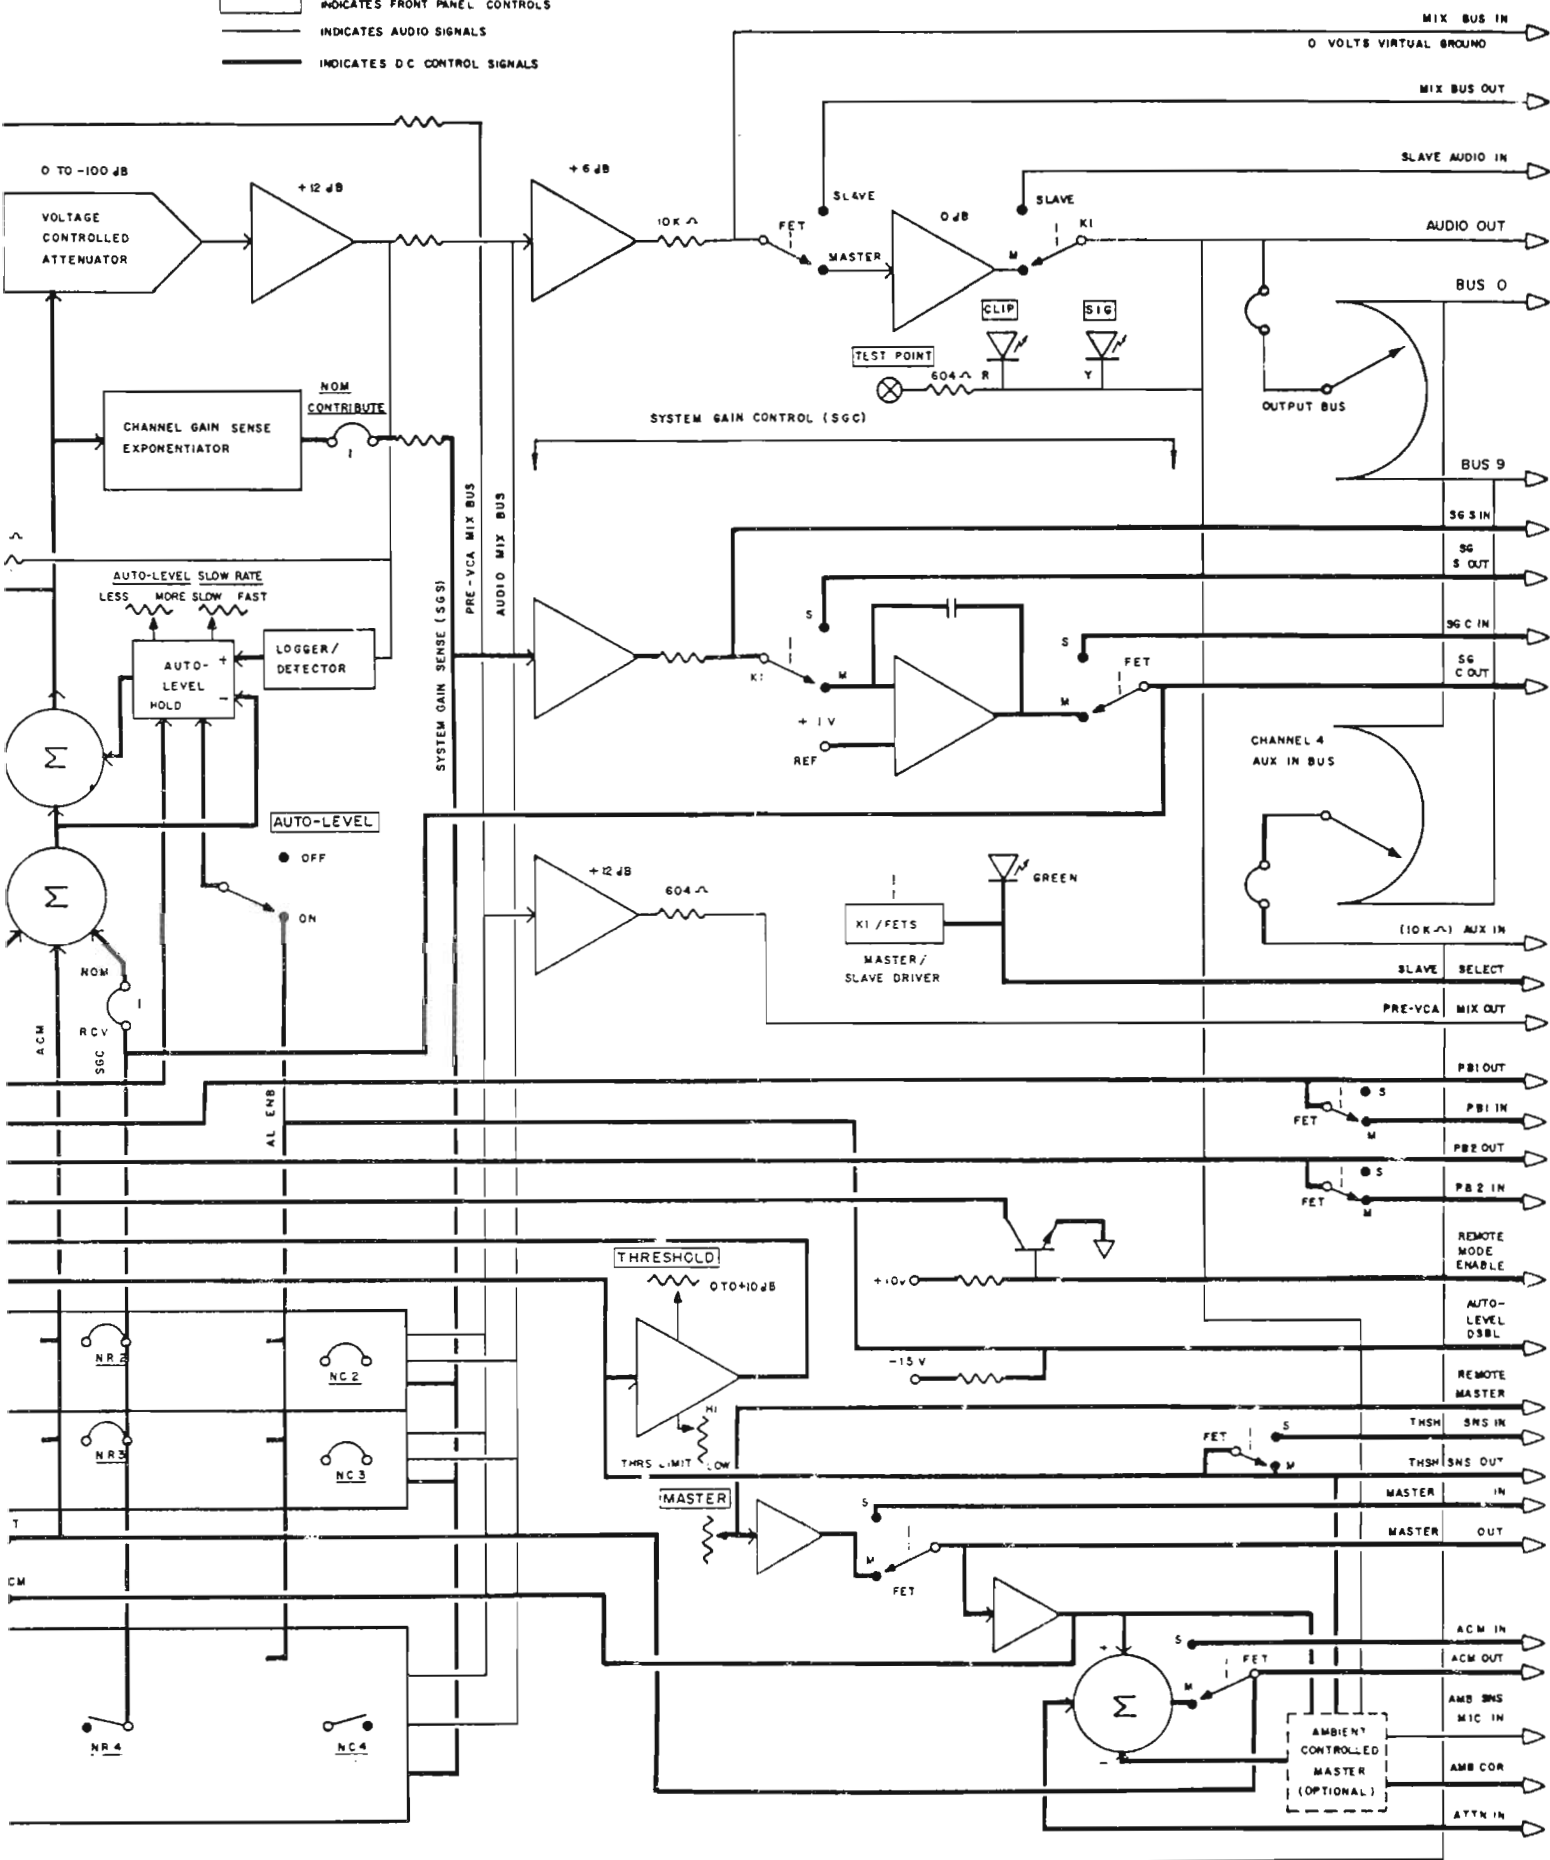 INDICATES FRONT PANEL CONTROLS
INDICATES AUDIO SIGNALS
INDICATES DC CONTROL SIGNALS
MIX BUS IN
0 VOLTS VIRTUAL GROUND
MIX BUS OUT
SLAVE AUDIO IN
0 TO -100 dB
VOLTAGE
CONTROLLED
ATTENUATOR
+12 dB
+6 dB
10K Ω
FET
SLAVE
MASTER
0 dB
SLAVE
K1
M
AUDIO OUT
BUS 0
CLIP
SIG
TEST POINT
604 Ω
R
Y
OUTPUT BUS
BUS 9
NOM
CONTRIBUTE
CHANNEL GAIN SENSE
EXPONENTIATOR
1
SYSTEM GAIN CONTROL (SGC)
SYSTEM GAIN SENSE (SGS)
PRE-VCA MIX BUS
AUDIO MIX BUS
SGS IN
SG
S OUT
SGC IN
SG
C OUT
AUTO-LEVEL
SLOW RATE
LESS
MORE
SLOW
FAST
AUTO-
LEVEL
HOLD
+
-
LOGGER/
DETECTOR
S
K1
M
+ 1V
REF
S
FET
M
Σ
CHANNEL 4
AUX IN BUS
AUTO-LEVEL
OFF
ON
Σ
+12 dB
604 Ω
GREEN
K1/FETS
MASTER/
SLAVE DRIVER
(10K Ω) AUX IN
SLAVE SELECT
PRE-VCA MIX OUT
NOM
1
RCV
ACM
SGC
AL ENB
PB1 OUT
S
FET
M
PB1 IN
PB2 OUT
S
FET
M
PB2 IN
REMOTE
MODE
ENABLE
+10V
THRESHOLD
0 TO +10 dB
AUTO-
LEVEL
DSBL
-15 V
NR2
NC2
NR3
NC3
HI
THRS LIMIT
LOW
REMOTE
MASTER
THSH SNS IN
FET
S
M
THSH SNS OUT
MASTER
MASTER IN
S
MASTER OUT
M
FET
T
CM
ACM IN
+
S
FET
M
ACM OUT
Σ
-
AMB SNS
MIC IN
AMBIENT
CONTROLLED
MASTER
(OPTIONAL)
AMB COR
ATTN IN
NR4
NC4